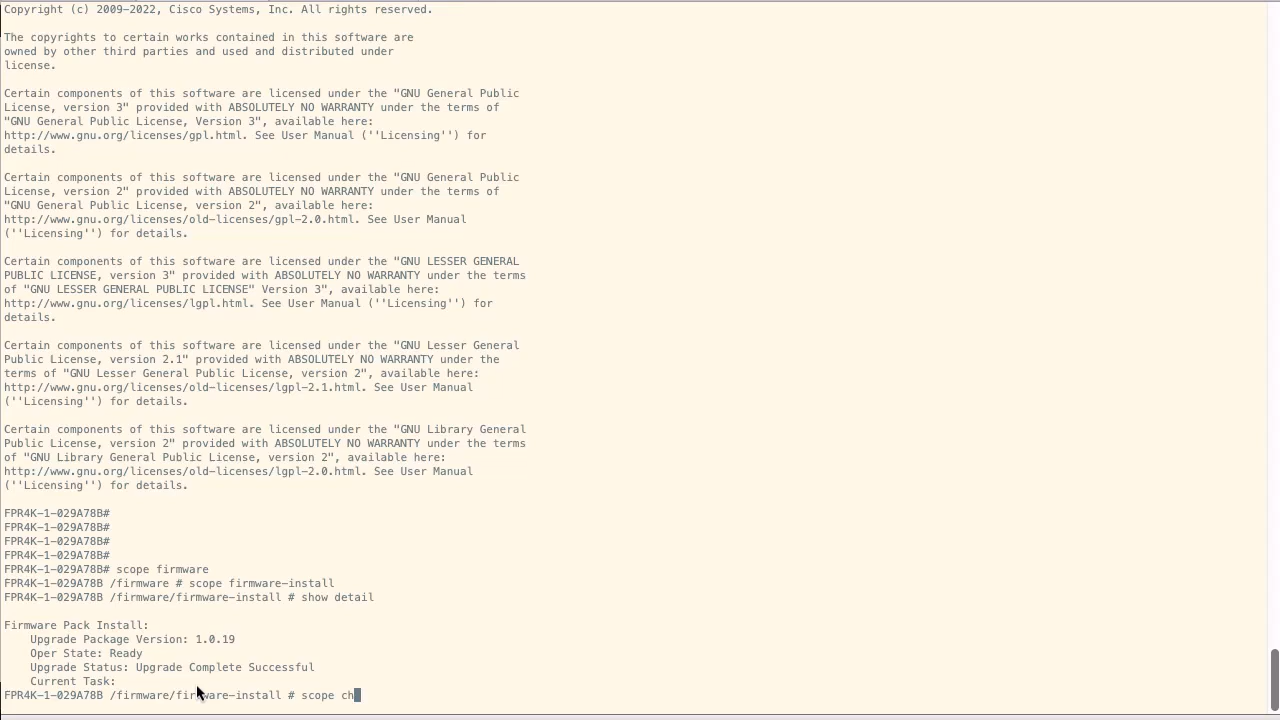 Copyright (c) 2009-2022, Cisco Systems, Inc. All rights reserved.
The copyrights to certain works contained in this software are
owned by other third parties and used and distributed under
license.
Certain components of this software are licensed under the "GNU General Public
License, version 3" provided with ABSOLUTELY NO WARRANTY under the terms of
"GNU General Public License, Version 3", available here:
http://www.gnu.org/licenses/gpl.html. See User Manual (''Licensing'') for
details.
Certain components of this software are licensed under the "GNU General Public
License, version 2" provided with ABSOLUTELY NO WARRANTY under the terms of
"GNU General Public License, version 2", available here:
http://www.gnu.org/licenses/old-licenses/gpl-2.0.html. See User Manual
(''Licensing'') for details.
Certain components of this software are licensed under the "GNU LESSER GENERAL
PUBLIC LICENSE, version 3" provided with ABSOLUTELY NO WARRANTY under the terms
of "GNU LESSER GENERAL PUBLIC LICENSE" Version 3", available here:
http://www.gnu.org/licenses/lgpl.html. See User Manual (''Licensing'') for
details.
Certain components of this software are licensed under the "GNU Lesser General
Public License, version 2.1" provided with ABSOLUTELY NO WARRANTY under the
terms of "GNU Lesser General Public License, version 2", available here:
http://www.gnu.org/licenses/old-licenses/lgpl-2.1.html. See User Manual
(''Licensing'') for details.
Certain components of this software are licensed under the "GNU Library General
Public License, version 2" provided with ABSOLUTELY NO WARRANTY under the terms
of "GNU Library General Public License, version 2", available here:
http://www.gnu.org/licenses/old-licenses/lgpl-2.0.html. See User Manual
(''Licensing'') for details.
FPR4K-1-029A78B#
FPR4K-1-029A78B#
FPR4K-1-029A78B#
FPR4K-1-029A78B#
FPR4K-1-029A78B# scope firmware
FPR4K-1-029A78B /firmware # scope firmware-install
FPR4K-1-029A78B /firmware/firmware-install # show detail
Firmware Pack Install:
Upgrade Package Version: 1.0.19
Oper State: Ready
Upgrade Status: Upgrade Complete Successful
Current Task:
FPR4K-1-029A78B /firmware/firmware-install # scope ch